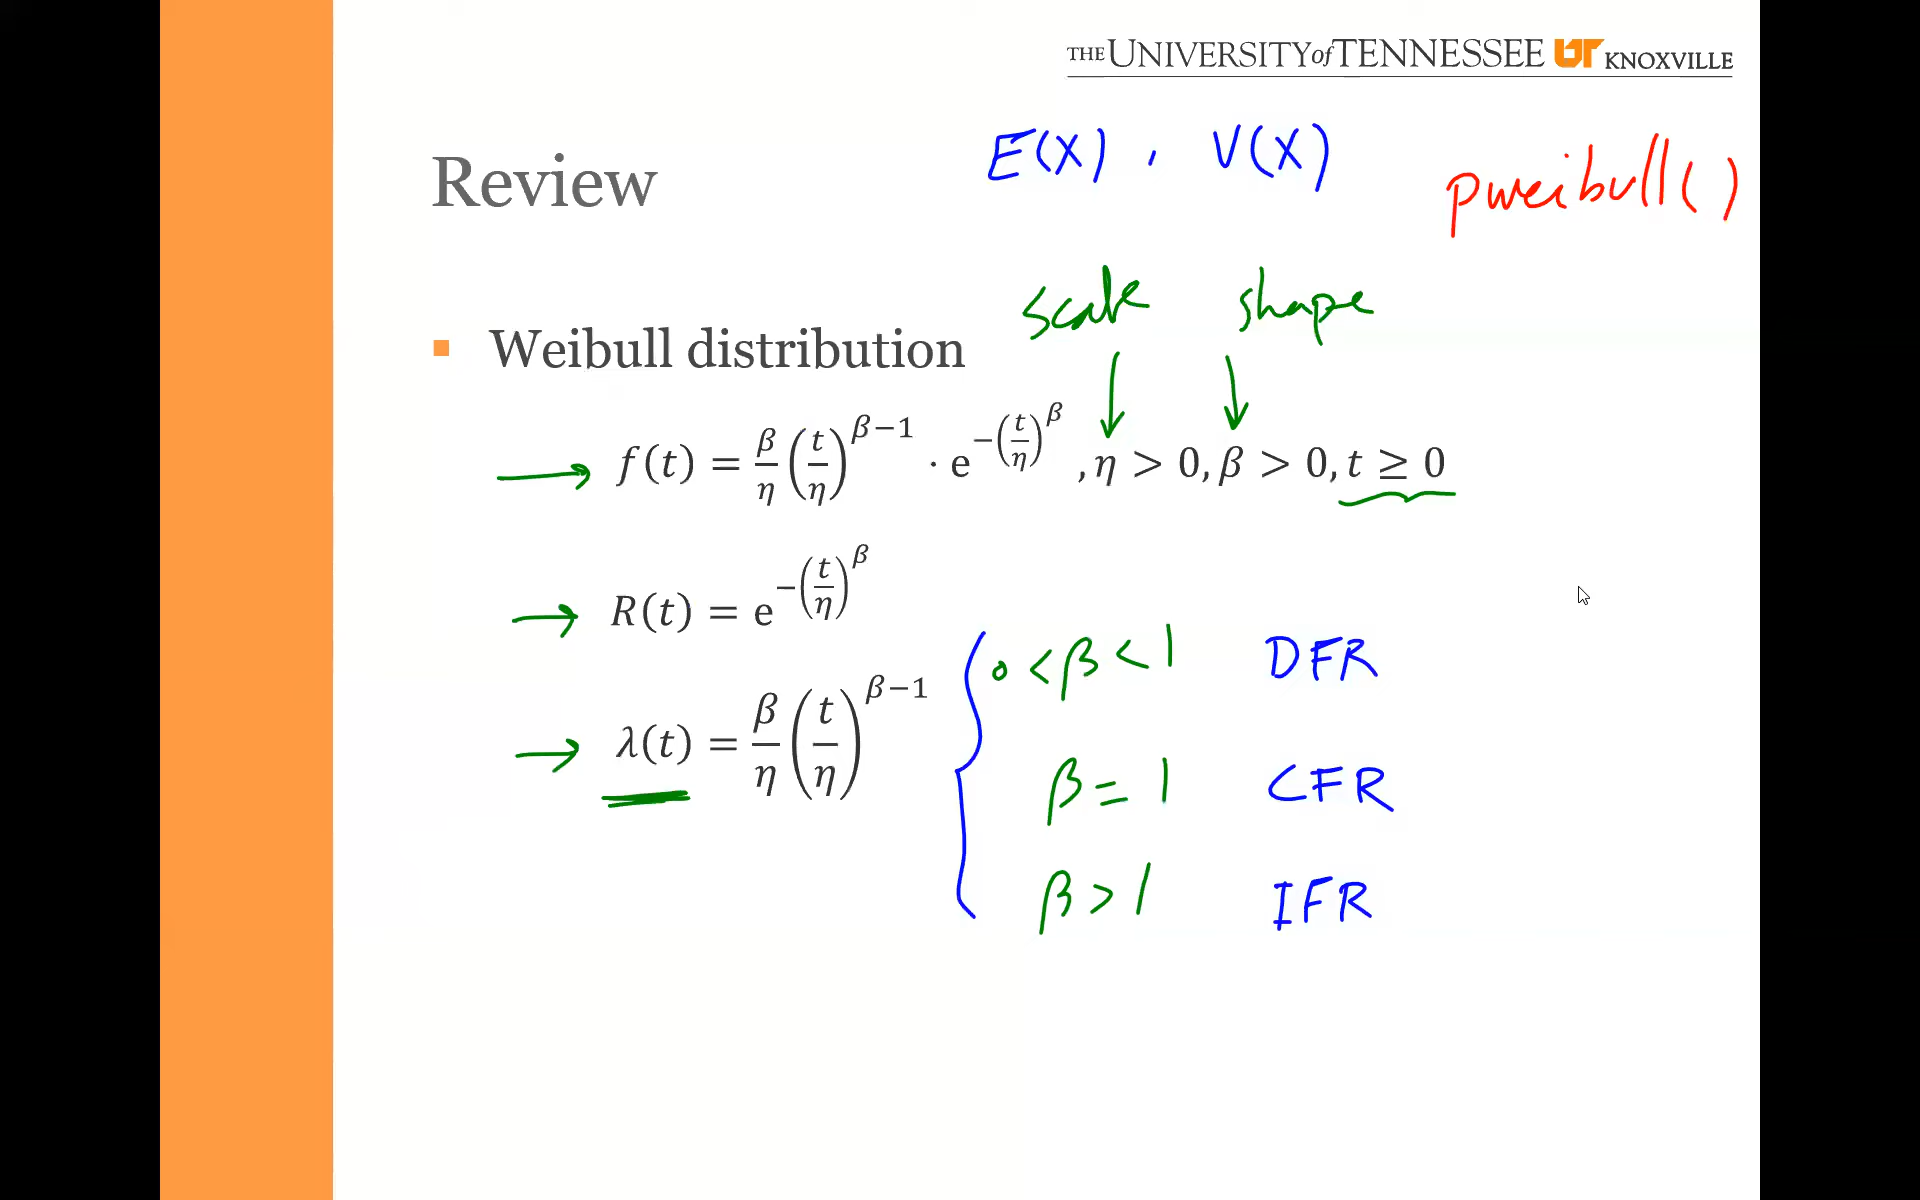 THE UNIVERSITY of TENNESSEE UT KNOXVILLE
E(X) , V(X)
pweibull()
Review
scale shape
Weibull distribution
f(t) = β/η (t/η)^(β−1) · e^(−(t/η)^β) , η > 0, β > 0, t ≥ 0
R(t) = e^(−(t/η)^β)
λ(t) = β/η (t/η)^(β−1)
0 < β < 1 DFR
β = 1 CFR
β > 1 IFR